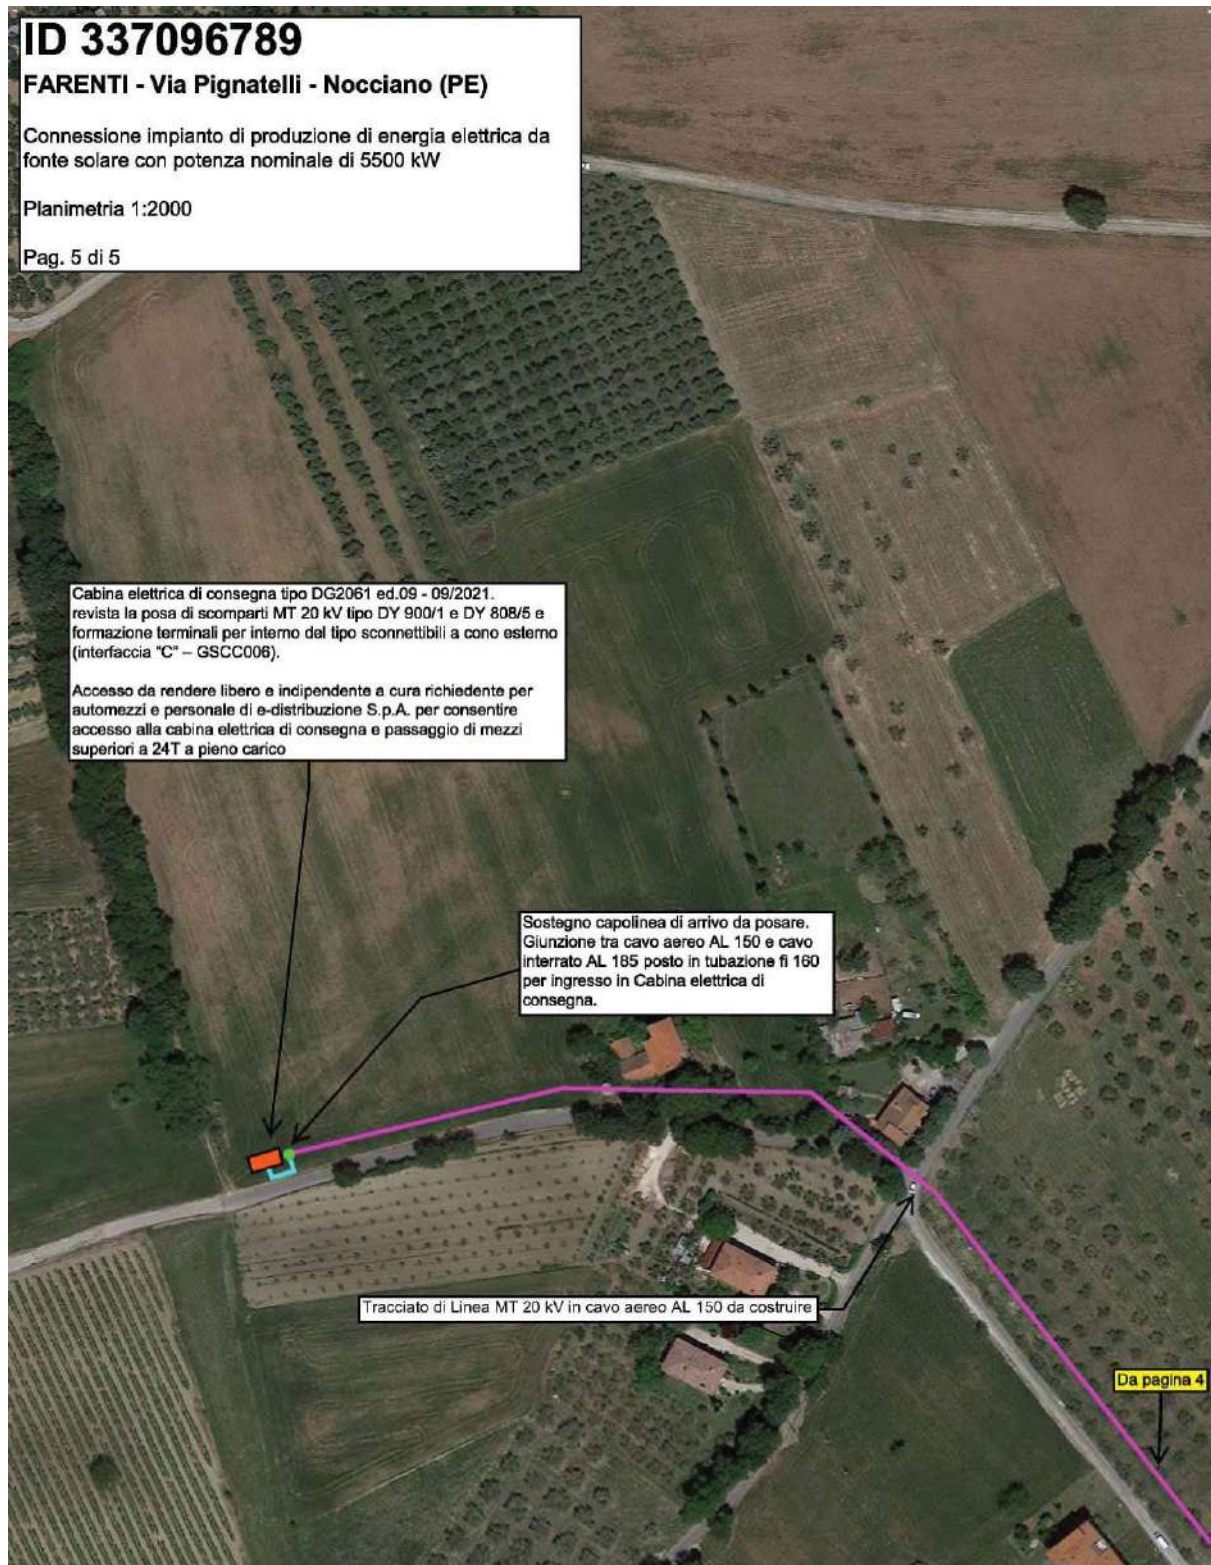 ID 337096789
FARENTI - Via Pignatelli - Nocciano (PE)
Connessione impianto di produzione di energia elettrica da
fonte solare con potenza nominale di 5500 kW
Planimetria 1:2000
Pag. 5 di 5
Cabina elettrica di consegna tipo DG2061 ed.09 - 09/2021.
revista la posa di scomparti MT 20 kV tipo DY 900/1 e DY 808/5 e
formazione terminali per interno del tipo sconnettibili a cono esterno
(interfaccia "C" – GSCC006).
Accesso da rendere libero e indipendente a cura richiedente per
automezzi e personale di e-distribuzione S.p.A. per consentire
accesso alla cabina elettrica di consegna e passaggio di mezzi
superiori a 24T a pieno carico
Sostegno capolinea di arrivo da posare.
Giunzione tra cavo aereo AL 150 e cavo
interrato AL 185 posto in tubazione fi 160
per ingresso in Cabina elettrica di
consegna.
Tracciato di Linea MT 20 kV in cavo aereo AL 150 da costruire
Da pagina 4